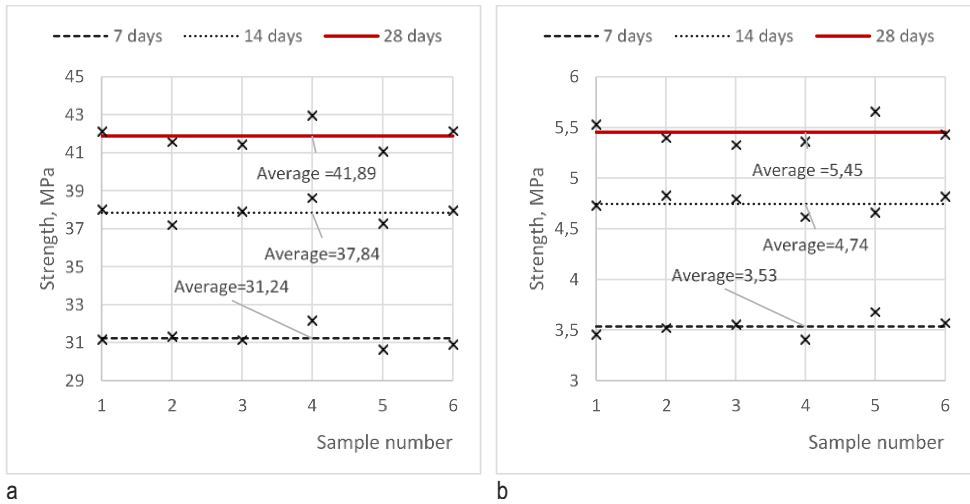 7 days 14 days 28 days
45
43
41
39
37
35
33
31
29
Strength, MPa
Average =41,89
Average=37,84
Average=31,24
1 2 3 4 5 6
Sample number
a
7 days 14 days 28 days
6
5,5
5
4,5
4
3,5
3
Strength, MPa
Average =5,45
Average=4,74
Average=3,53
1 2 3 4 5 6
Sample number
b